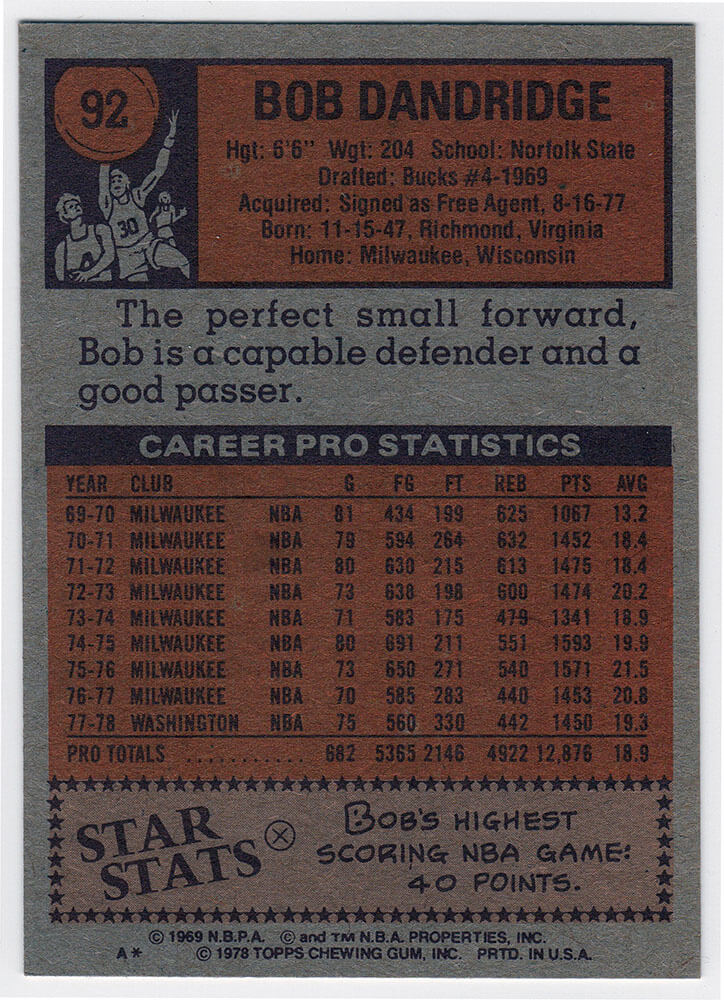 92
BOB DANDRIDGE
Hgt: 6'6" Wgt: 204 School: Norfolk State
Drafted: Bucks #4-1969
Acquired: Signed as Free Agent, 8-16-77
Born: 11-15-47, Richmond, Virginia
Home: Milwaukee, Wisconsin
30
The perfect small forward,
Bob is a capable defender and a
good passer.
CAREER PRO STATISTICS
YEAR CLUB G FG FT REB PTS AVG
69-70 MILWAUKEE NBA 81 434 199 625 1067 13.2
70-71 MILWAUKEE NBA 79 594 264 632 1452 18.4
71-72 MILWAUKEE NBA 80 630 215 613 1475 18.4
72-73 MILWAUKEE NBA 73 638 198 600 1474 20.2
73-74 MILWAUKEE NBA 71 583 175 479 1341 18.9
74-75 MILWAUKEE NBA 80 691 211 551 1593 19.9
75-76 MILWAUKEE NBA 73 650 271 540 1571 21.5
76-77 MILWAUKEE NBA 70 585 283 440 1453 20.8
77-78 WASHINGTON NBA 75 560 330 442 1450 19.3
PRO TOTALS ........... 682 5365 2146 4922 12,876 18.9
STAR
STATS
BOB'S HIGHEST
SCORING NBA GAME:
40 POINTS.
© 1969 N.B.P.A. © and TM N.B.A. PROPERTIES, INC.
A* © 1978 TOPPS CHEWING GUM, INC. PRTD. IN U.S.A.